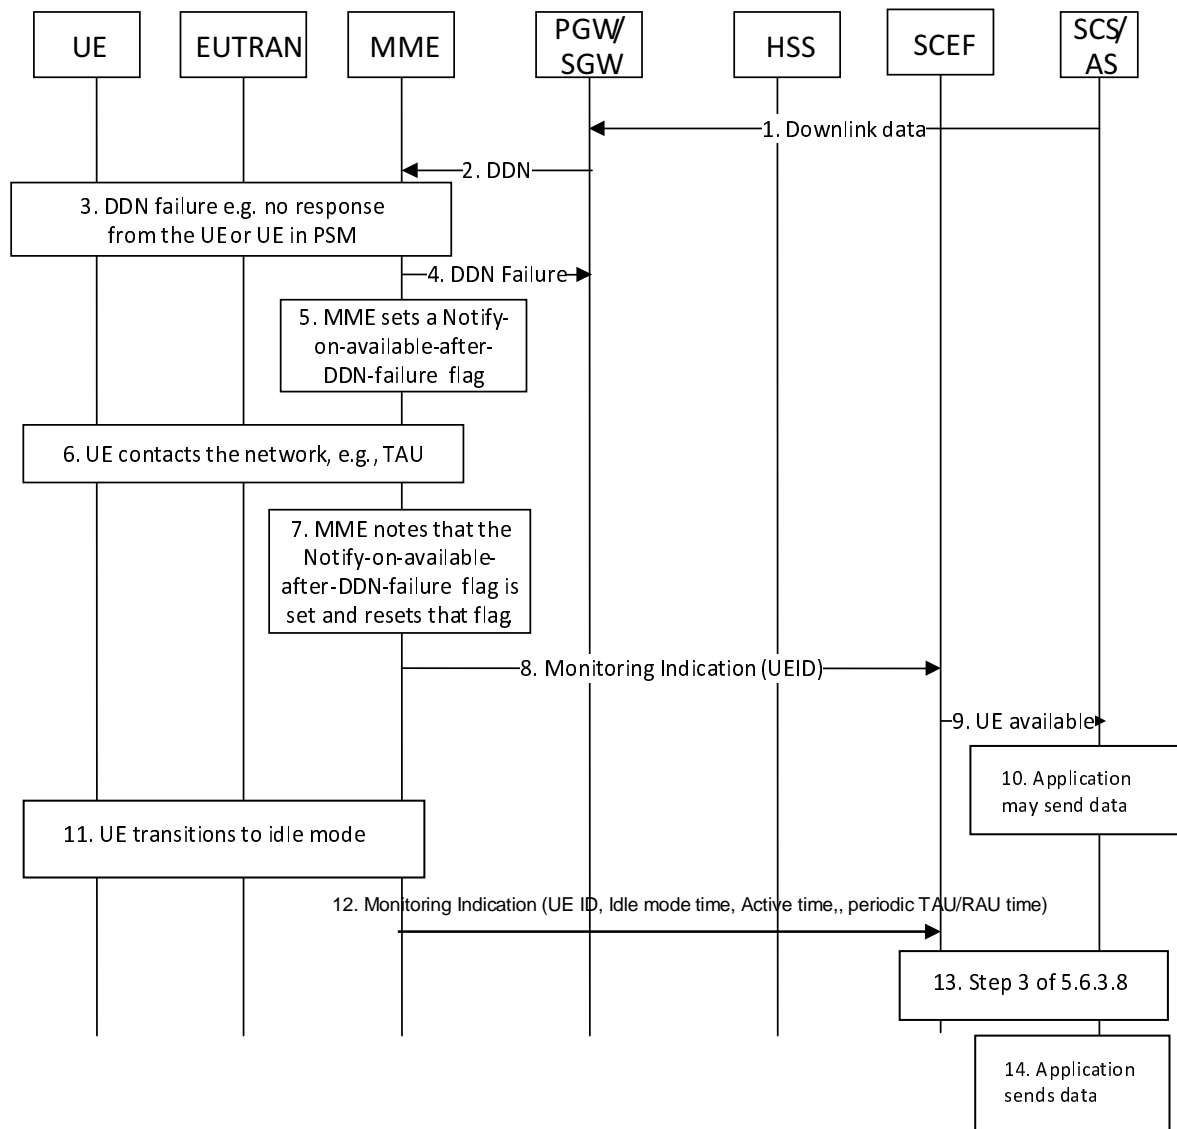 UE
EUTRAN
MME
PGW/
SGW
HSS
SCEF
SCS/
AS
1. Downlink data
2. DDN
3. DDN failure e.g. no response
from the UE or UE in PSM
4. DDN Failure
5. MME sets a Notify-
on-available-after-
DDN-failure flag
6. UE contacts the network, e.g., TAU
7. MME notes that the
Notify-on-available-
after-DDN-failure flag is
set and resets that flag.
8. Monitoring Indication (UEID)
9. UE available
10. Application
may send data
11. UE transitions to idle mode
12. Monitoring Indication (UE ID, Idle mode time, Active time,, periodic TAU/RAU time)
13. Step 3 of 5.6.3.8
14. Application
sends data